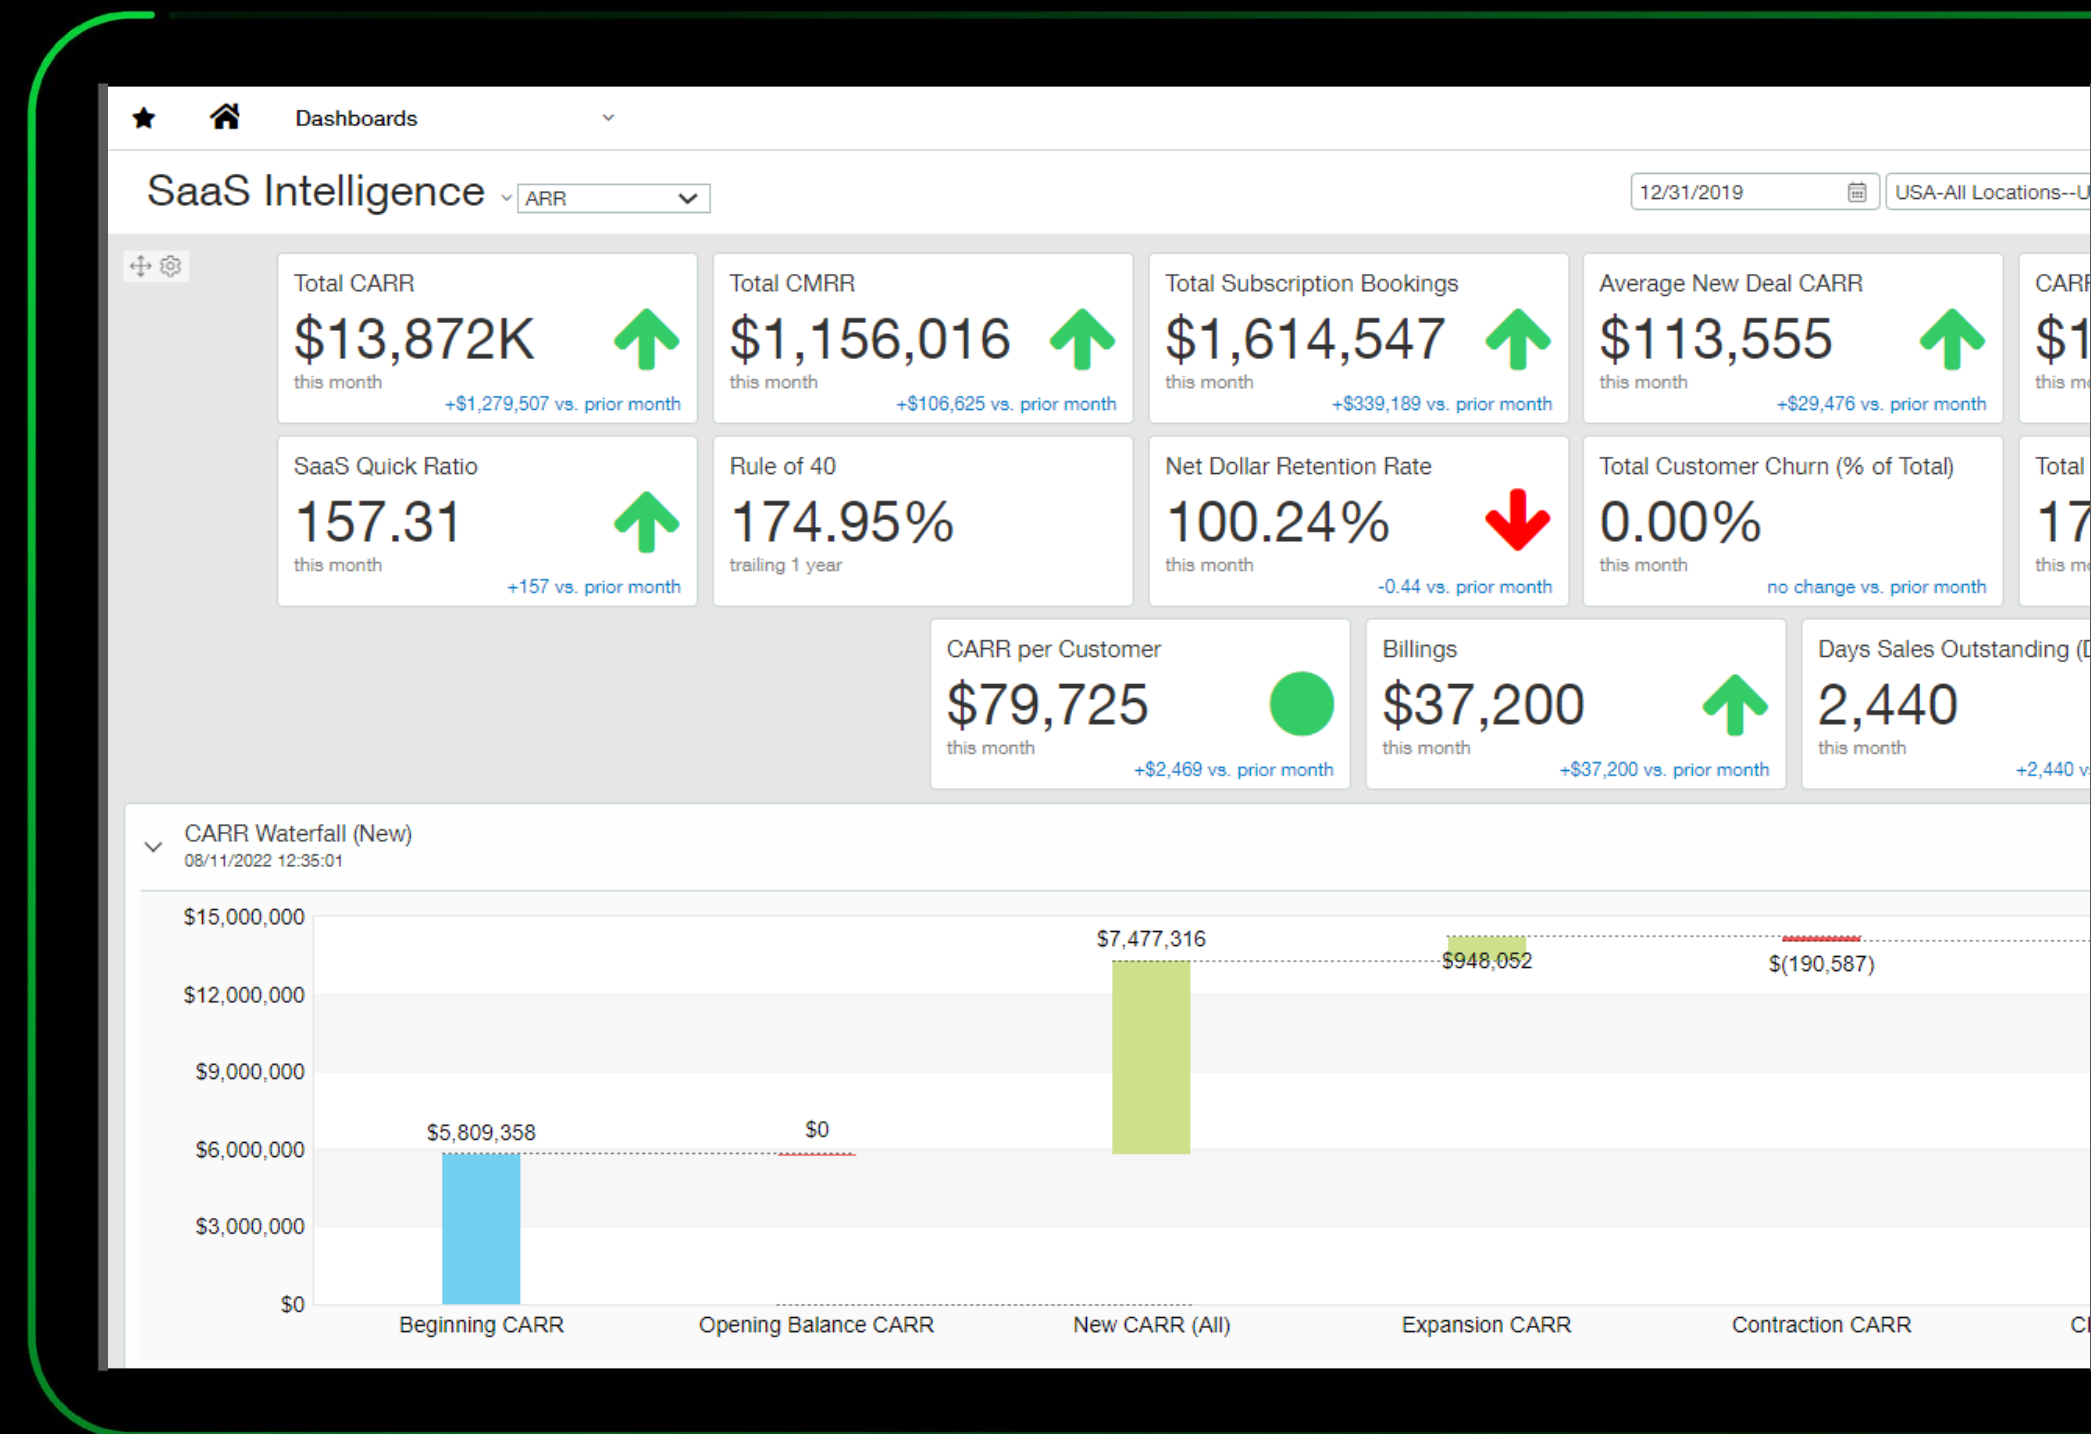 Dashboards
SaaS Intelligence
ARR
12/31/2019
USA-All Locations--U
Total CARR
$13,872K
this month
+$1,279,507 vs. prior month
Total CMRR
$1,156,016
this month
+$106,625 vs. prior month
Total Subscription Bookings
$1,614,547
this month
+$339,189 vs. prior month
Average New Deal CARR
$113,555
this month
+$29,476 vs. prior month
CARR
$1
this mo
SaaS Quick Ratio
157.31
this month
+157 vs. prior month
Rule of 40
174.95%
trailing 1 year
Net Dollar Retention Rate
100.24%
this month
-0.44 vs. prior month
Total Customer Churn (% of Total)
0.00%
this month
no change vs. prior month
Total
17
this mo
CARR per Customer
$79,725
this month
+$2,469 vs. prior month
Billings
$37,200
this month
+$37,200 vs. prior month
Days Sales Outstanding (D
2,440
this month
+2,440 v
CARR Waterfall (New)
08/11/2022 12:35:01
$15,000,000
$12,000,000
$9,000,000
$6,000,000
$3,000,000
$0
$5,809,358
$0
$7,477,316
$948,052
$(190,587)
Beginning CARR
Opening Balance CARR
New CARR (All)
Expansion CARR
Contraction CARR